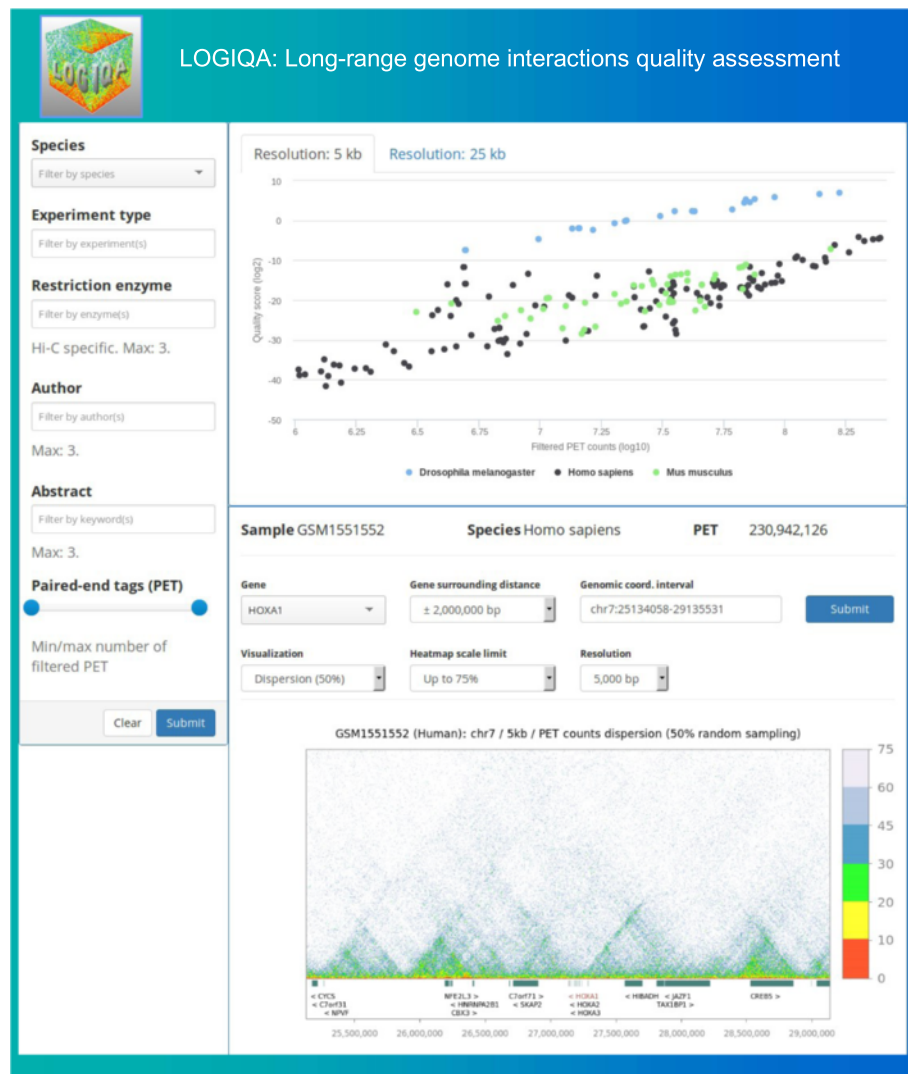 LOGIQA
LOGIQA: Long-range genome interactions quality assessment
Species
Filter by species
Experiment type
Filter by experiment(s)
Restriction enzyme
Filter by enzyme(s)
Hi-C specific. Max: 3.
Author
Filter by author(s)
Max: 3.
Abstract
Filter by keyword(s)
Max: 3.
Paired-end tags (PET)
Min/max number of
filtered PET
Clear Submit
Resolution: 5 kb Resolution: 25 kb
10
0
-10
-20
-30
-40
-50
Quality score (log2)
6 6.25 6.5 6.75 7 7.25 7.5 7.75 8 8.25
Filtered PET counts (log10)
Drosophila melanogaster Homo sapiens Mus musculus
Sample GSM1551552 Species Homo sapiens PET 230,942,126
Gene Gene surrounding distance Genomic coord. interval
HOXA1 ± 2,000,000 bp chr7:25134058-29135531 Submit
Visualization Heatmap scale limit Resolution
Dispersion (50%) Up to 75% 5,000 bp
GSM1551552 (Human): chr7 / 5kb / PET counts dispersion (50% random sampling)
75
60
45
30
20
10
0
< CYCS NFE2L3 > C7orf71 > < HOXA1 < HIBADH < JAZF1 CREB5 >
< C7orf31 < HNRNPA2B1 < SKAP2 < HOXA2 TAX1BP1 >
< NPVF CBX3 > < HOXA3
25,500,000 26,000,000 26,500,000 27,000,000 27,500,000 28,000,000 28,500,000 29,000,000